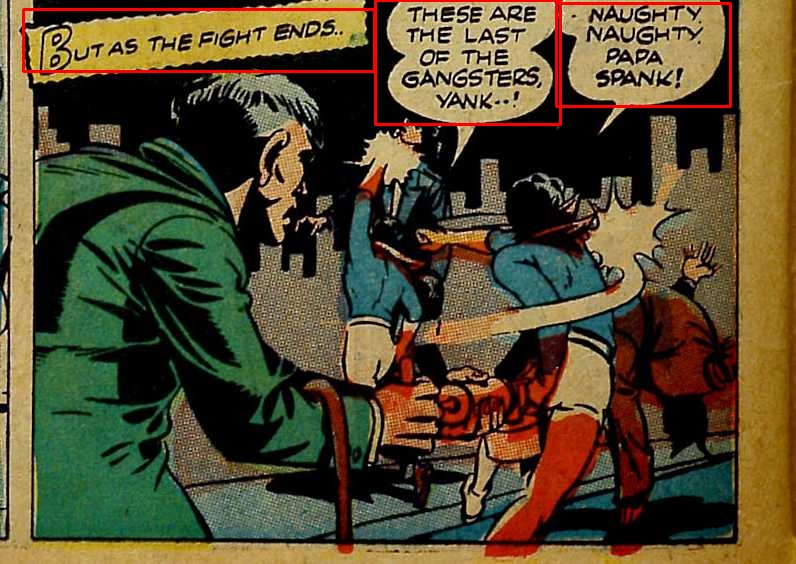 BUT AS THE FIGHT ENDS..
THESE ARE
THE LAST
OF THE
GANGSTERS,
YANK--!
NAUGHTY,
NAUGHTY,
PAPA
SPANK!